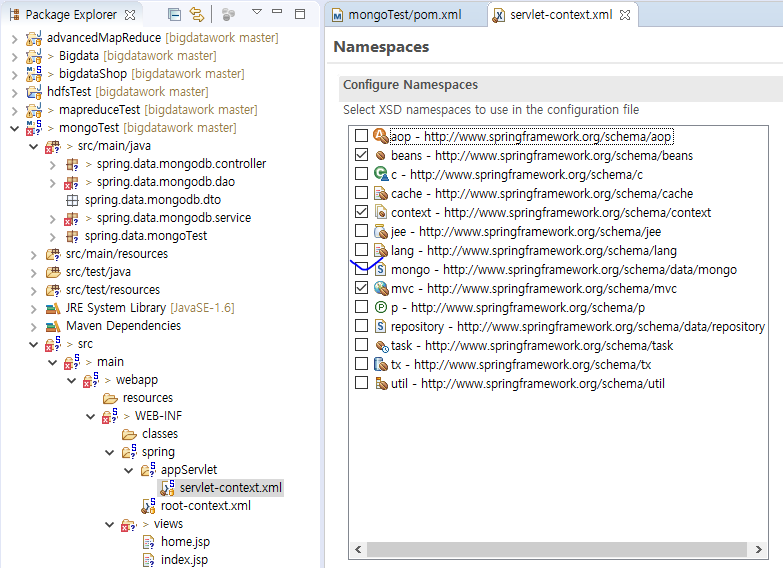 Package Explorer
advancedMapReduce [bigdatawork master]
> Bigdata [bigdatawork master]
> bigdataShop [bigdatawork master]
hdfsTest [bigdatawork master]
> mapreduceTest [bigdatawork master]
> mongoTest [bigdatawork master]
> src/main/java
> spring.data.mongodb.controller
> spring.data.mongodb.dao
spring.data.mongodb.dto
> spring.data.mongodb.service
spring.data.mongoTest
src/main/resources
src/test/java
src/test/resources
JRE System Library [JavaSE-1.6]
Maven Dependencies
> src
> main
> webapp
resources
> WEB-INF
classes
spring
appServlet
servlet-context.xml
root-context.xml
> views
home.jsp
index.jsp
mongoTest/pom.xml
servlet-context.xml
Namespaces
Configure Namespaces
Select XSD namespaces to use in the configuration file
aop - http://www.springframework.org/schema/aop
beans - http://www.springframework.org/schema/beans
c - http://www.springframework.org/schema/c
cache - http://www.springframework.org/schema/cache
context - http://www.springframework.org/schema/context
jee - http://www.springframework.org/schema/jee
lang - http://www.springframework.org/schema/lang
mongo - http://www.springframework.org/schema/data/mongo
mvc - http://www.springframework.org/schema/mvc
p - http://www.springframework.org/schema/p
repository - http://www.springframework.org/schema/data/repository
task - http://www.springframework.org/schema/task
tx - http://www.springframework.org/schema/tx
util - http://www.springframework.org/schema/util